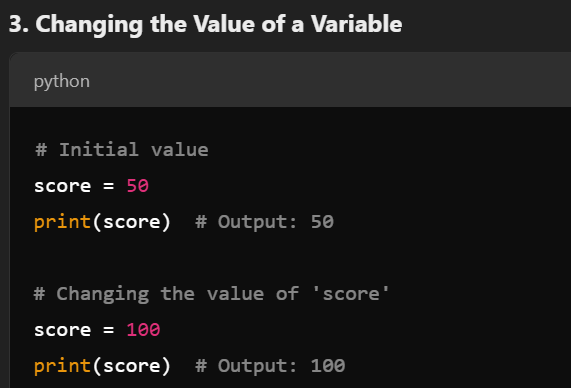 3. Changing the Value of a Variable
python
# Initial value
score = 50
print(score)  # Output: 50
# Changing the value of 'score'
score = 100
print(score)  # Output: 100